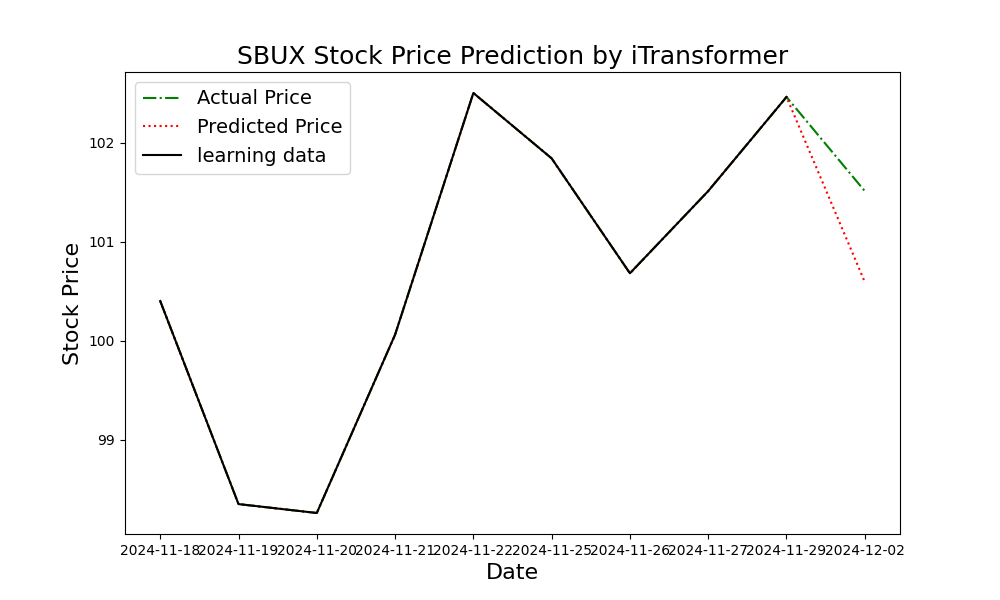 SBUX Stock Price Prediction by iTransformer
Actual Price
Predicted Price
learning data
102
101
100
99
Stock Price
2024-11-18
2024-11-19
2024-11-20
2024-11-21
2024-11-22
2024-11-25
2024-11-26
2024-11-27
2024-11-29
2024-12-02
Date